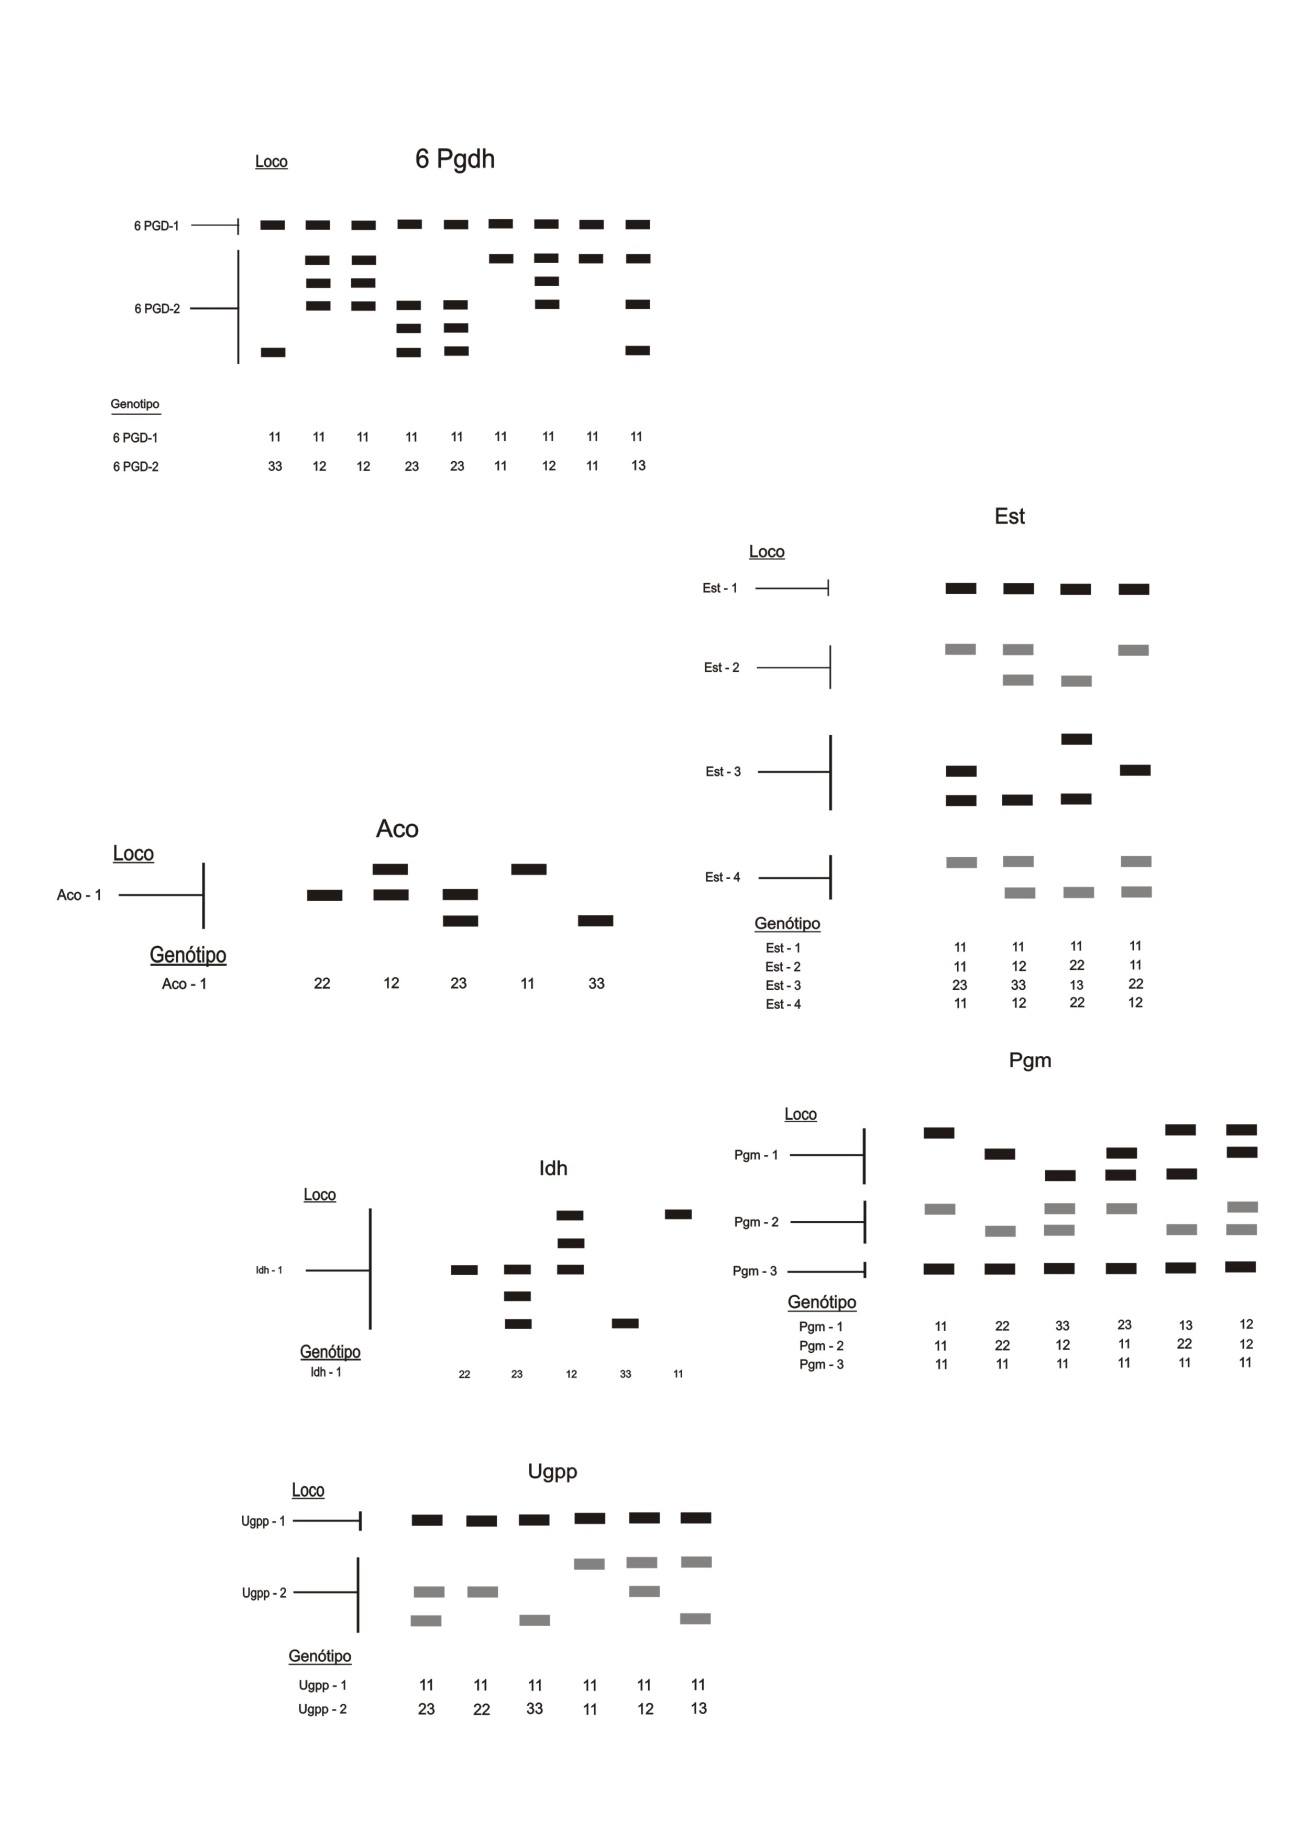 6 Pgdh
Loco
6 PGD-1
6 PGD-2
Genotipo
6 PGD-1 11 11 11 11 11 11 11 11 11
6 PGD-2 33 12 12 23 23 11 12 11 13
Est
Loco
Est - 1
Est - 2
Est - 3
Est - 4
Genótipo
Est - 1 11 11 11 11
Est - 2 11 12 22 11
Est - 3 23 33 13 22
Est - 4 11 12 22 12
Aco
Loco
Aco - 1
Genótipo
Aco - 1 22 12 23 11 33
Pgm
Loco
Pgm - 1
Pgm - 2
Pgm - 3
Genótipo
Pgm - 1 11 22 33 23 13 12
Pgm - 2 11 22 12 11 22 12
Pgm - 3 11 11 11 11 11 11
Idh
Loco
Idh - 1
Genótipo
Idh - 1 22 23 12 33 11
Ugpp
Loco
Ugpp - 1
Ugpp - 2
Genótipo
Ugpp - 1 11 11 11 11 11 11
Ugpp - 2 23 22 33 11 12 13